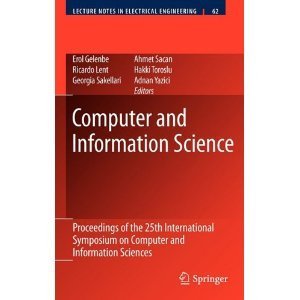 LECTURE NOTES IN ELECTRICAL ENGINEERING 62
Erol Gelenbe
Ricardo Lent
Georgia Sakellari
Ahmet Sacan
Hakki Toroslu
Adnan Yazici
Editors
Computer and
Information Science
Proceedings of the 25th International
Symposium on Computer and
Information Sciences
Springer